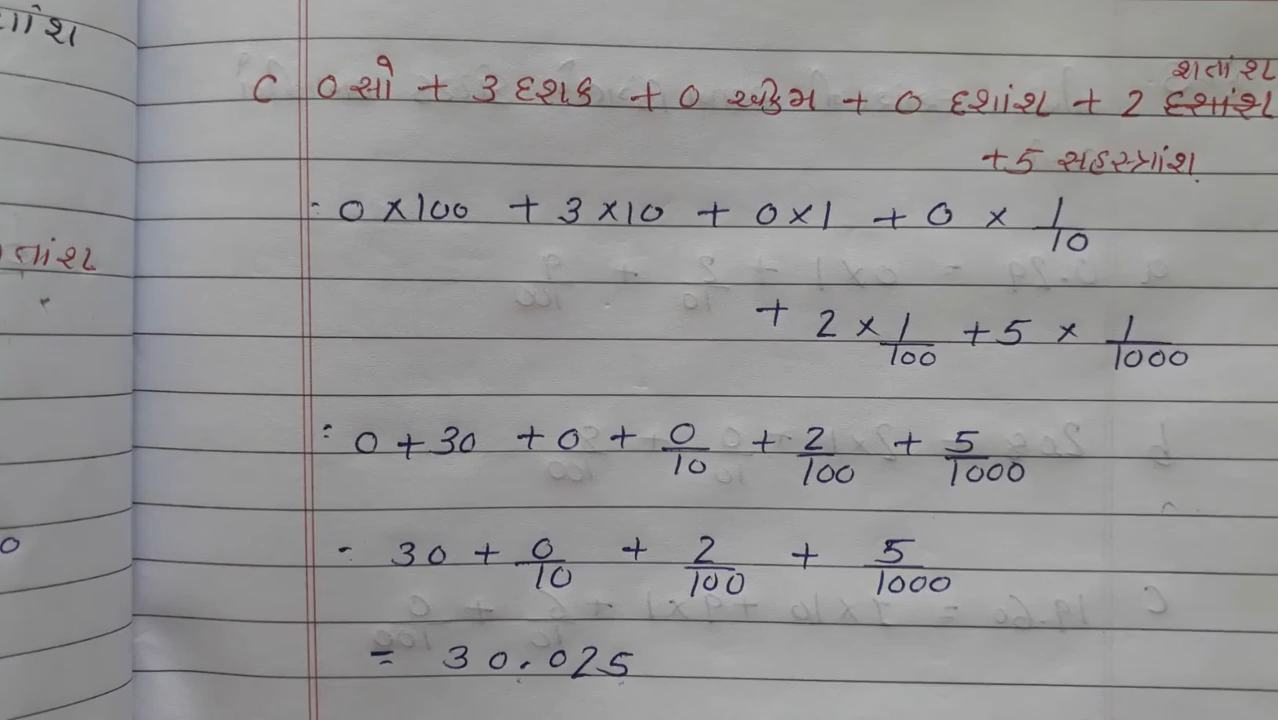 શાંશ
શતાંશ
C 0 સો + 3 દશક + 0 એકમ + 0 દશાંશ + 2 દશાંશ
+5 સહસ્ત્રાંશ
: 0 × 100 + 3 × 10 + 0 × 1 + 0 × 1/10
તાંશ
+ 2 × 1/100 + 5 × 1/1000
= 0 + 30 + 0 + 0/10 + 2/100 + 5/1000
0
- 30 + 0/10 + 2/100 + 5/1000
= 30.025